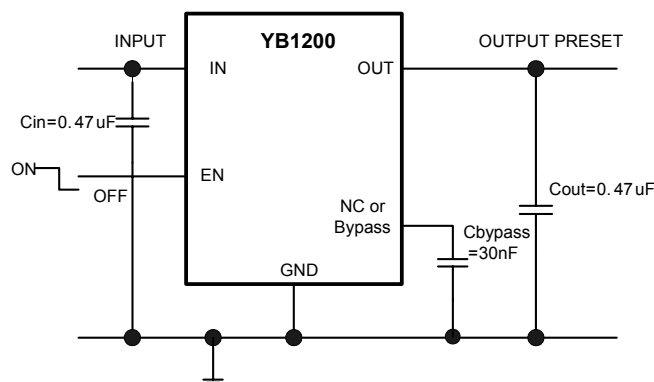 INPUT
YB1200
OUTPUT PRESET
IN
OUT
Cin=0.47uF
ON
OFF
EN
Cout=0.47uF
NC or
Bypass
Cbypass
=30nF
GND